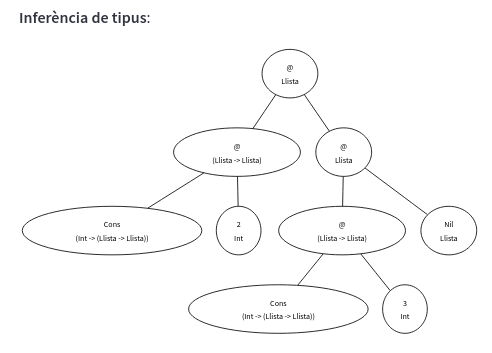 Inferència de tipus:
@
Llista
@
(Llista -> Llista)
@
Llista
Cons
(Int -> (Llista -> Llista))
2
Int
@
(Llista -> Llista)
Nil
Llista
Cons
(Int -> (Llista -> Llista))
3
Int